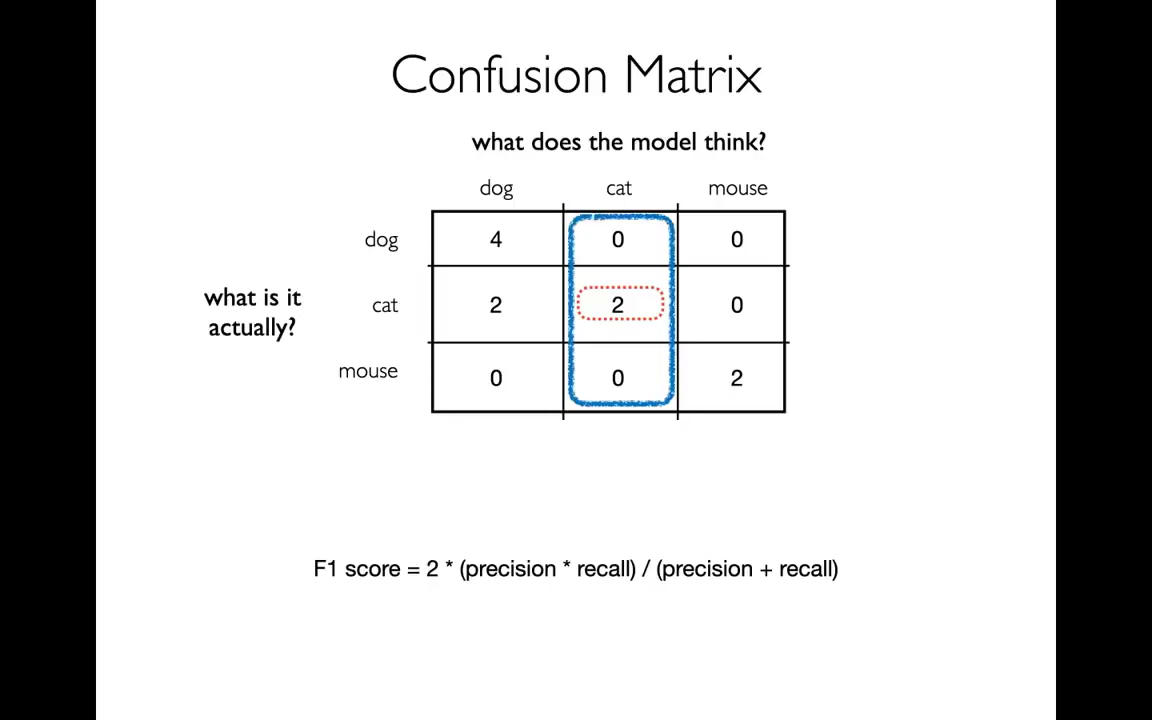 Confusion Matrix
what does the model think?
dog cat mouse
dog 4 0 0
what is it
actually?
cat 2 2 0
mouse 0 0 2
F1 score = 2 * (precision * recall) / (precision + recall)